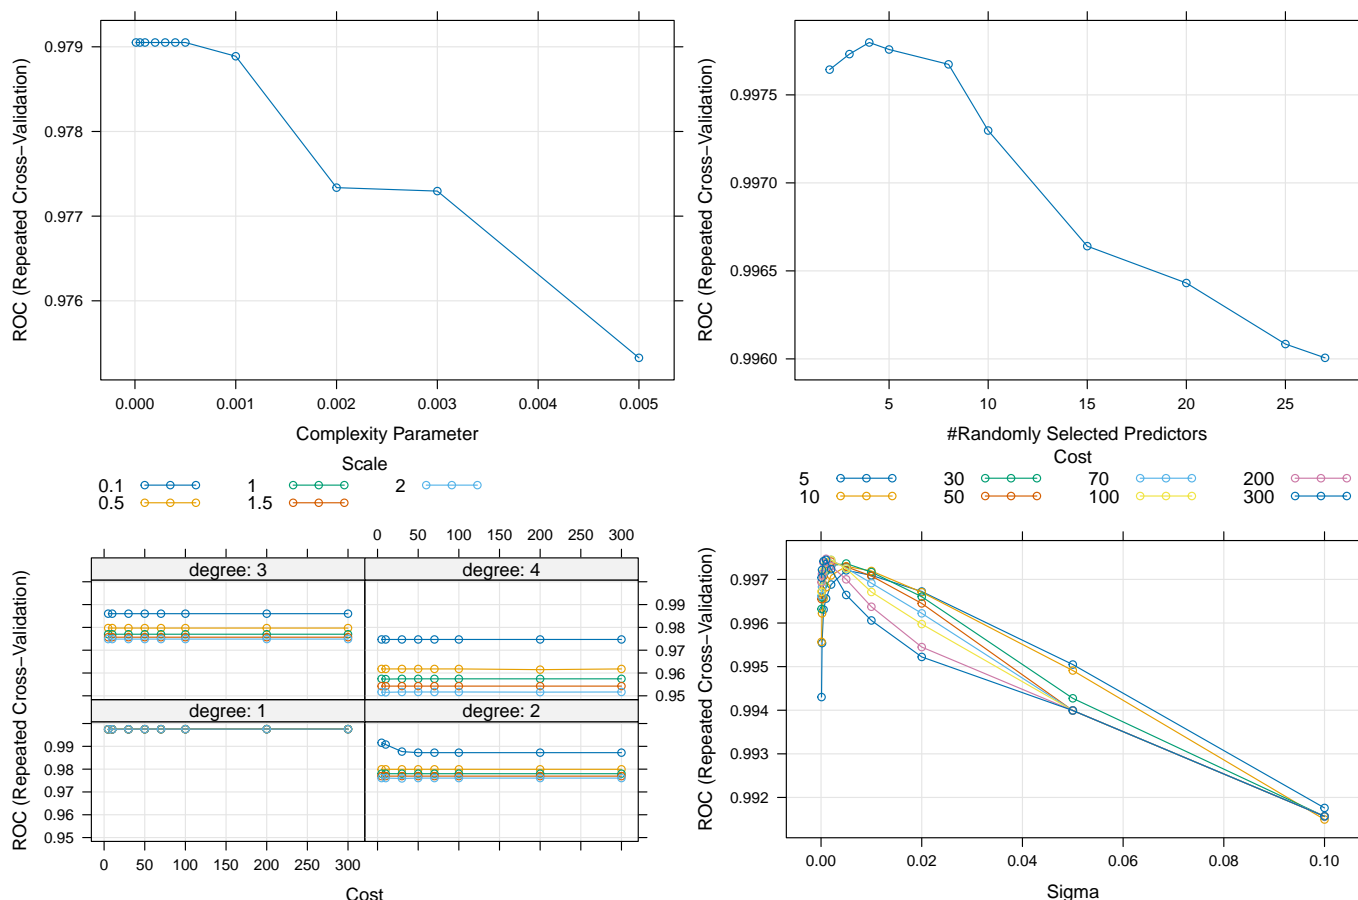 ROC (Repeated Cross−Validation)
0.979
0.978
0.977
0.976
0.000 0.001 0.002 0.003 0.004 0.005
Complexity Parameter
ROC (Repeated Cross−Validation)
0.9975
0.9970
0.9965
0.9960
5 10 15 20 25
#Randomly Selected Predictors
Scale
0.1 1 2
0.5 1.5
0 50 100 150 200 250 300
degree: 3 degree: 4
0.99
0.98
0.97
0.96
0.95
degree: 1 degree: 2
ROC (Repeated Cross−Validation)
0.99
0.98
0.97
0.96
0.95
0 50 100 150 200 250 300
Cost
Cost
5 30 70 200
10 50 100 300
ROC (Repeated Cross−Validation)
0.997
0.996
0.995
0.994
0.993
0.992
0.00 0.02 0.04 0.06 0.08 0.10
Sigma